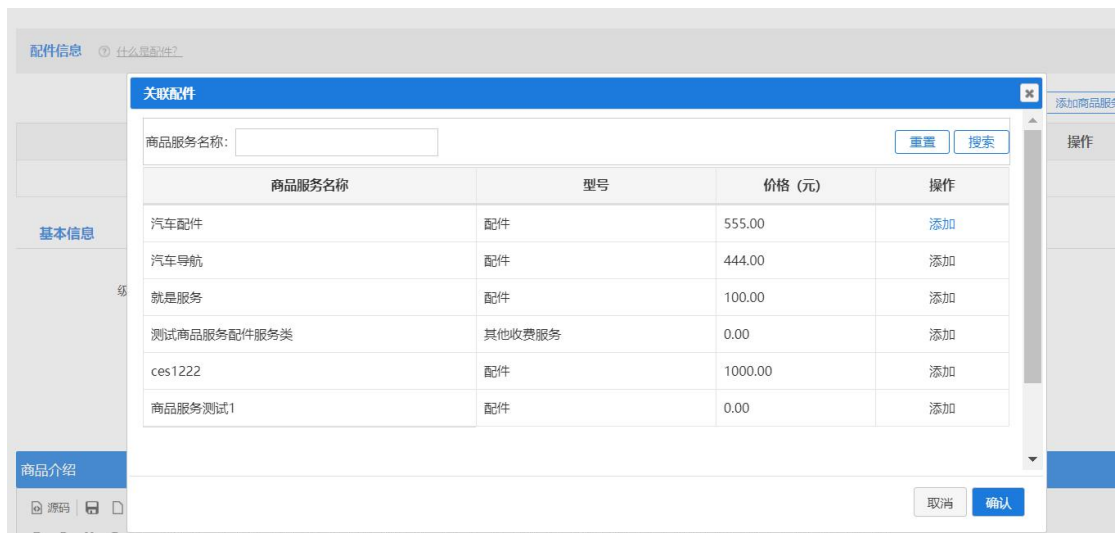 配件信息 什么是配件?
关联配件
添加商品服务
商品服务名称: 重置 搜索
操作
商品服务名称 型号 价格 (元) 操作
汽车配件 配件 555.00 添加
基本信息
汽车导航 配件 444.00 添加
级
就是服务 配件 100.00 添加
测试商品服务配件服务类 其他收费服务 0.00 添加
ces1222 配件 1000.00 添加
商品服务测试1 配件 0.00 添加
商品介绍
源码
取消 确认